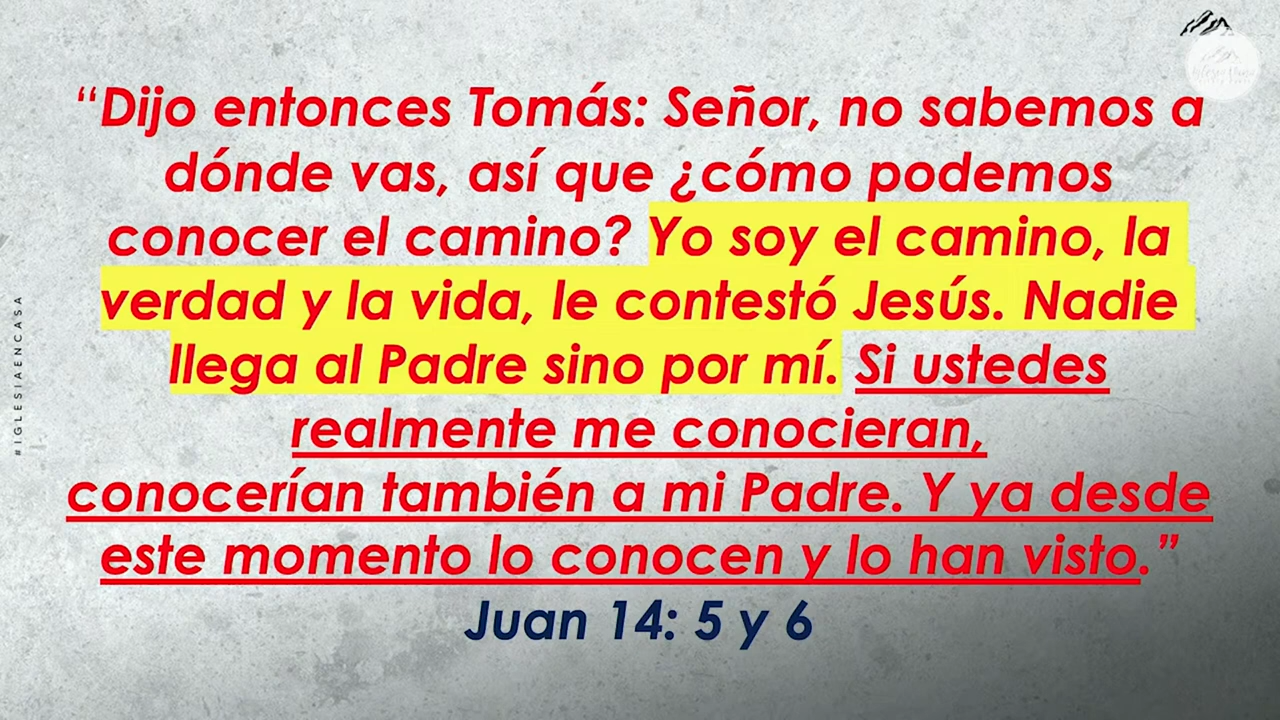 “Dijo entonces Tomás: Señor, no sabemos a
dónde vas, así que ¿cómo podemos
conocer el camino? Yo soy el camino, la
verdad y la vida, le contestó Jesús. Nadie
llega al Padre sino por mí. Si ustedes
realmente me conocieran,
conocerían también a mi Padre. Y ya desde
este momento lo conocen y lo han visto.”
Juan 14: 5 y 6
#IGLESIAENCASA